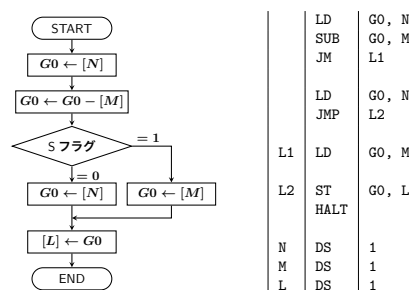 START
G0 ← [N]
G0 ← G0 − [M]
S フラグ
= 1
= 0
G0 ← [N]
G0 ← [M]
[L] ← G0
END
LD G0, N
SUB G0, M
JM L1
LD G0, N
JMP L2
L1 LD G0, M
L2 ST G0, L
HALT
N DS 1
M DS 1
L DS 1